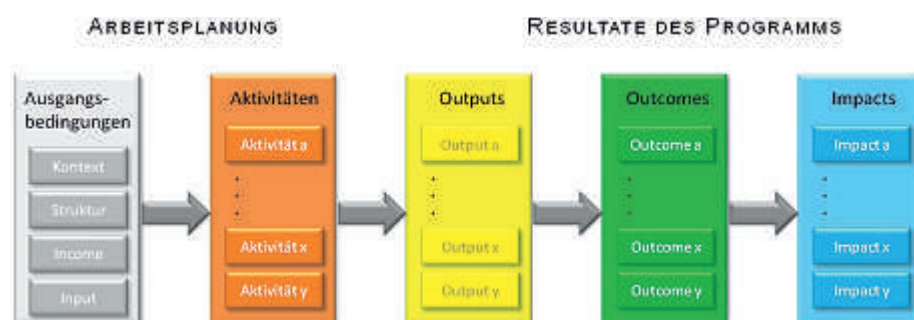 ARBEITSPLANUNG
RESULTATE DES PROGRAMMS
Ausgangs-
bedingungen
Kontext
Struktur
Income
Input
Aktivitäten
Aktivität a
Aktivität x
Aktivität y
Outputs
Output a
Output x
Output y
Outcomes
Outcome a
Outcome x
Outcome y
Impacts
Impact a
Impact x
Impact y